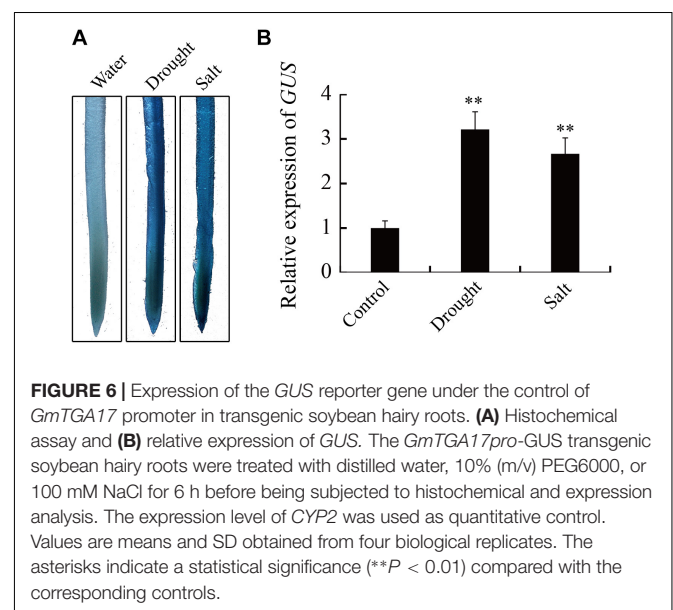 A
B
Water
Drought
Salt
Relative expression of GUS
4
3
2
1
0
**
**
Control
Drought
Salt
FIGURE 6 | Expression of the GUS reporter gene under the control of
GmTGA17 promoter in transgenic soybean hairy roots. (A) Histochemical
assay and (B) relative expression of GUS. The GmTGA17pro-GUS transgenic
soybean hairy roots were treated with distilled water, 10% (m/v) PEG6000, or
100 mM NaCl for 6 h before being subjected to histochemical and expression
analysis. The expression level of CYP2 was used as quantitative control.
Values are means and SD obtained from four biological replicates. The
asterisks indicate a statistical significance (**P < 0.01) compared with the
corresponding controls.